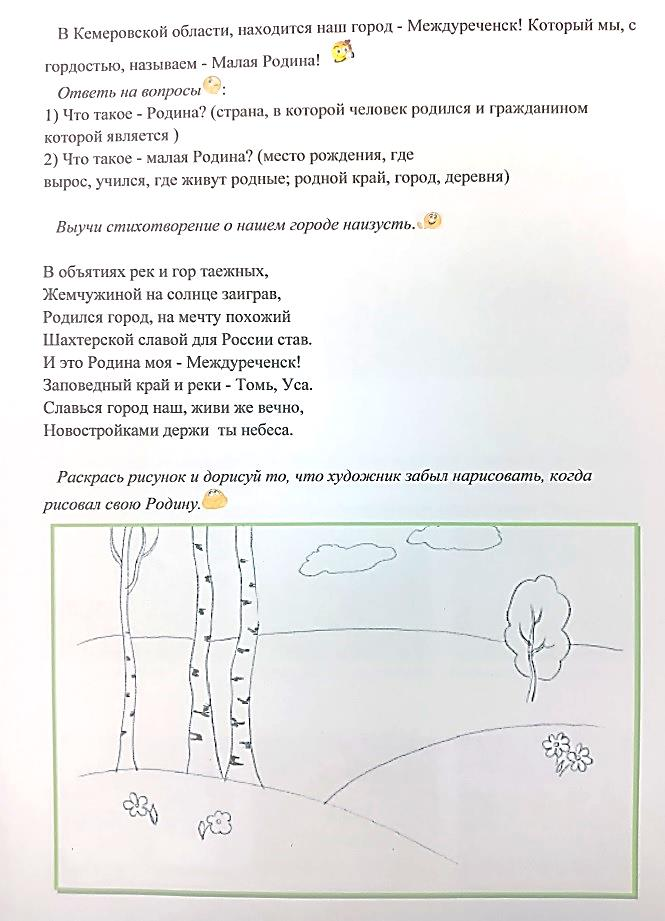 В Кемеровской области, находится наш город - Междуреченск! Который мы, с
гордостью, называем - Малая Родина!
Ответь на вопросы :
1) Что такое - Родина? (страна, в которой человек родился и гражданином
которой является )
2) Что такое - малая Родина? (место рождения, где
вырос, учился, где живут родные; родной край, город, деревня)
Выучи стихотворение о нашем городе наизусть.
В объятиях рек и гор таежных,
Жемчужиной на солнце заиграв,
Родился город, на мечту похожий
Шахтерской славой для России став.
И это Родина моя - Междуреченск!
Заповедный край и реки - Томь, Уса.
Славься город наш, живи же вечно,
Новостройками держи ты небеса.
Раскрась рисунок и дорисуй то, что художник забыл нарисовать, когда
рисовал свою Родину.